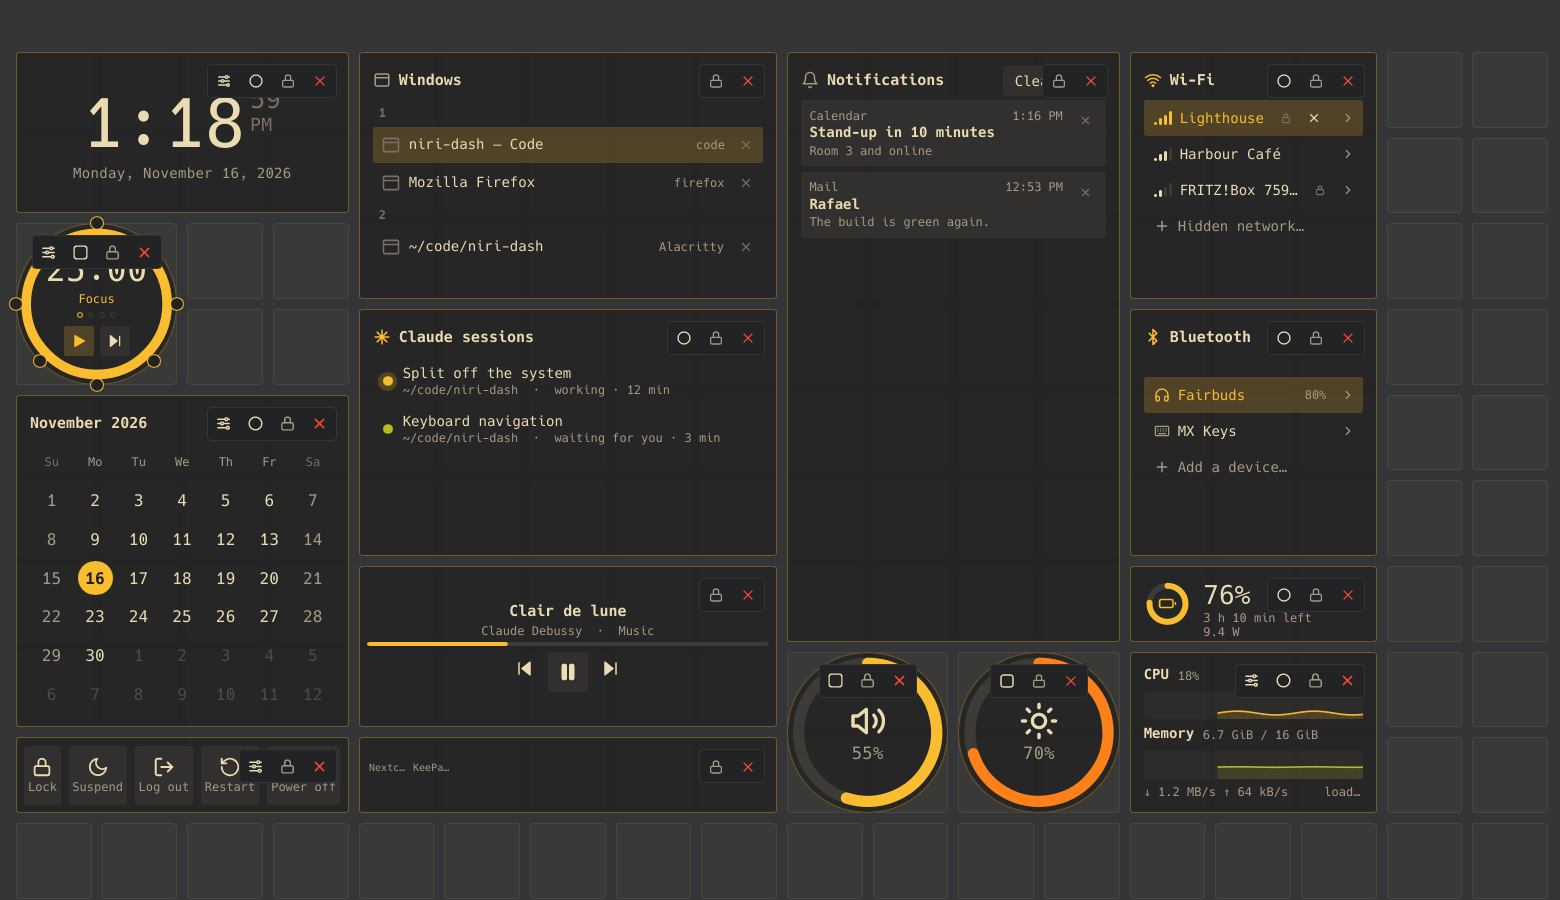 1:18
59
PM
Monday, November 16, 2026
25:00
Focus
November 2026
Su Mo Tu We Th Fr Sa
1 2 3 4 5 6 7
8 9 10 11 12 13 14
15 16 17 18 19 20 21
22 23 24 25 26 27 28
29 30 1 2 3 4 5
6 7 8 9 10 11 12
Lock Suspend Log out Restart Power off
Windows
1
niri-dash — Code code
Mozilla Firefox firefox
2
~/code/niri-dash Alacritty
Claude sessions
Split off the system
~/code/niri-dash · working · 12 min
Keyboard navigation
~/code/niri-dash · waiting for you · 3 min
Clair de lune
Claude Debussy · Music
Nextc… KeePa…
Notifications
Calendar 1:16 PM
Stand-up in 10 minutes
Room 3 and online
Mail 12:53 PM
Rafael
The build is green again.
55%
70%
Wi-Fi
Lighthouse
Harbour Café
FRITZ!Box 759…
Hidden network…
Bluetooth
Fairbuds 80%
MX Keys
Add a device…
76%
3 h 10 min left
9.4 W
CPU 18%
Memory 6.7 GiB / 16 GiB
↓ 1.2 MB/s ↑ 64 kB/s load…